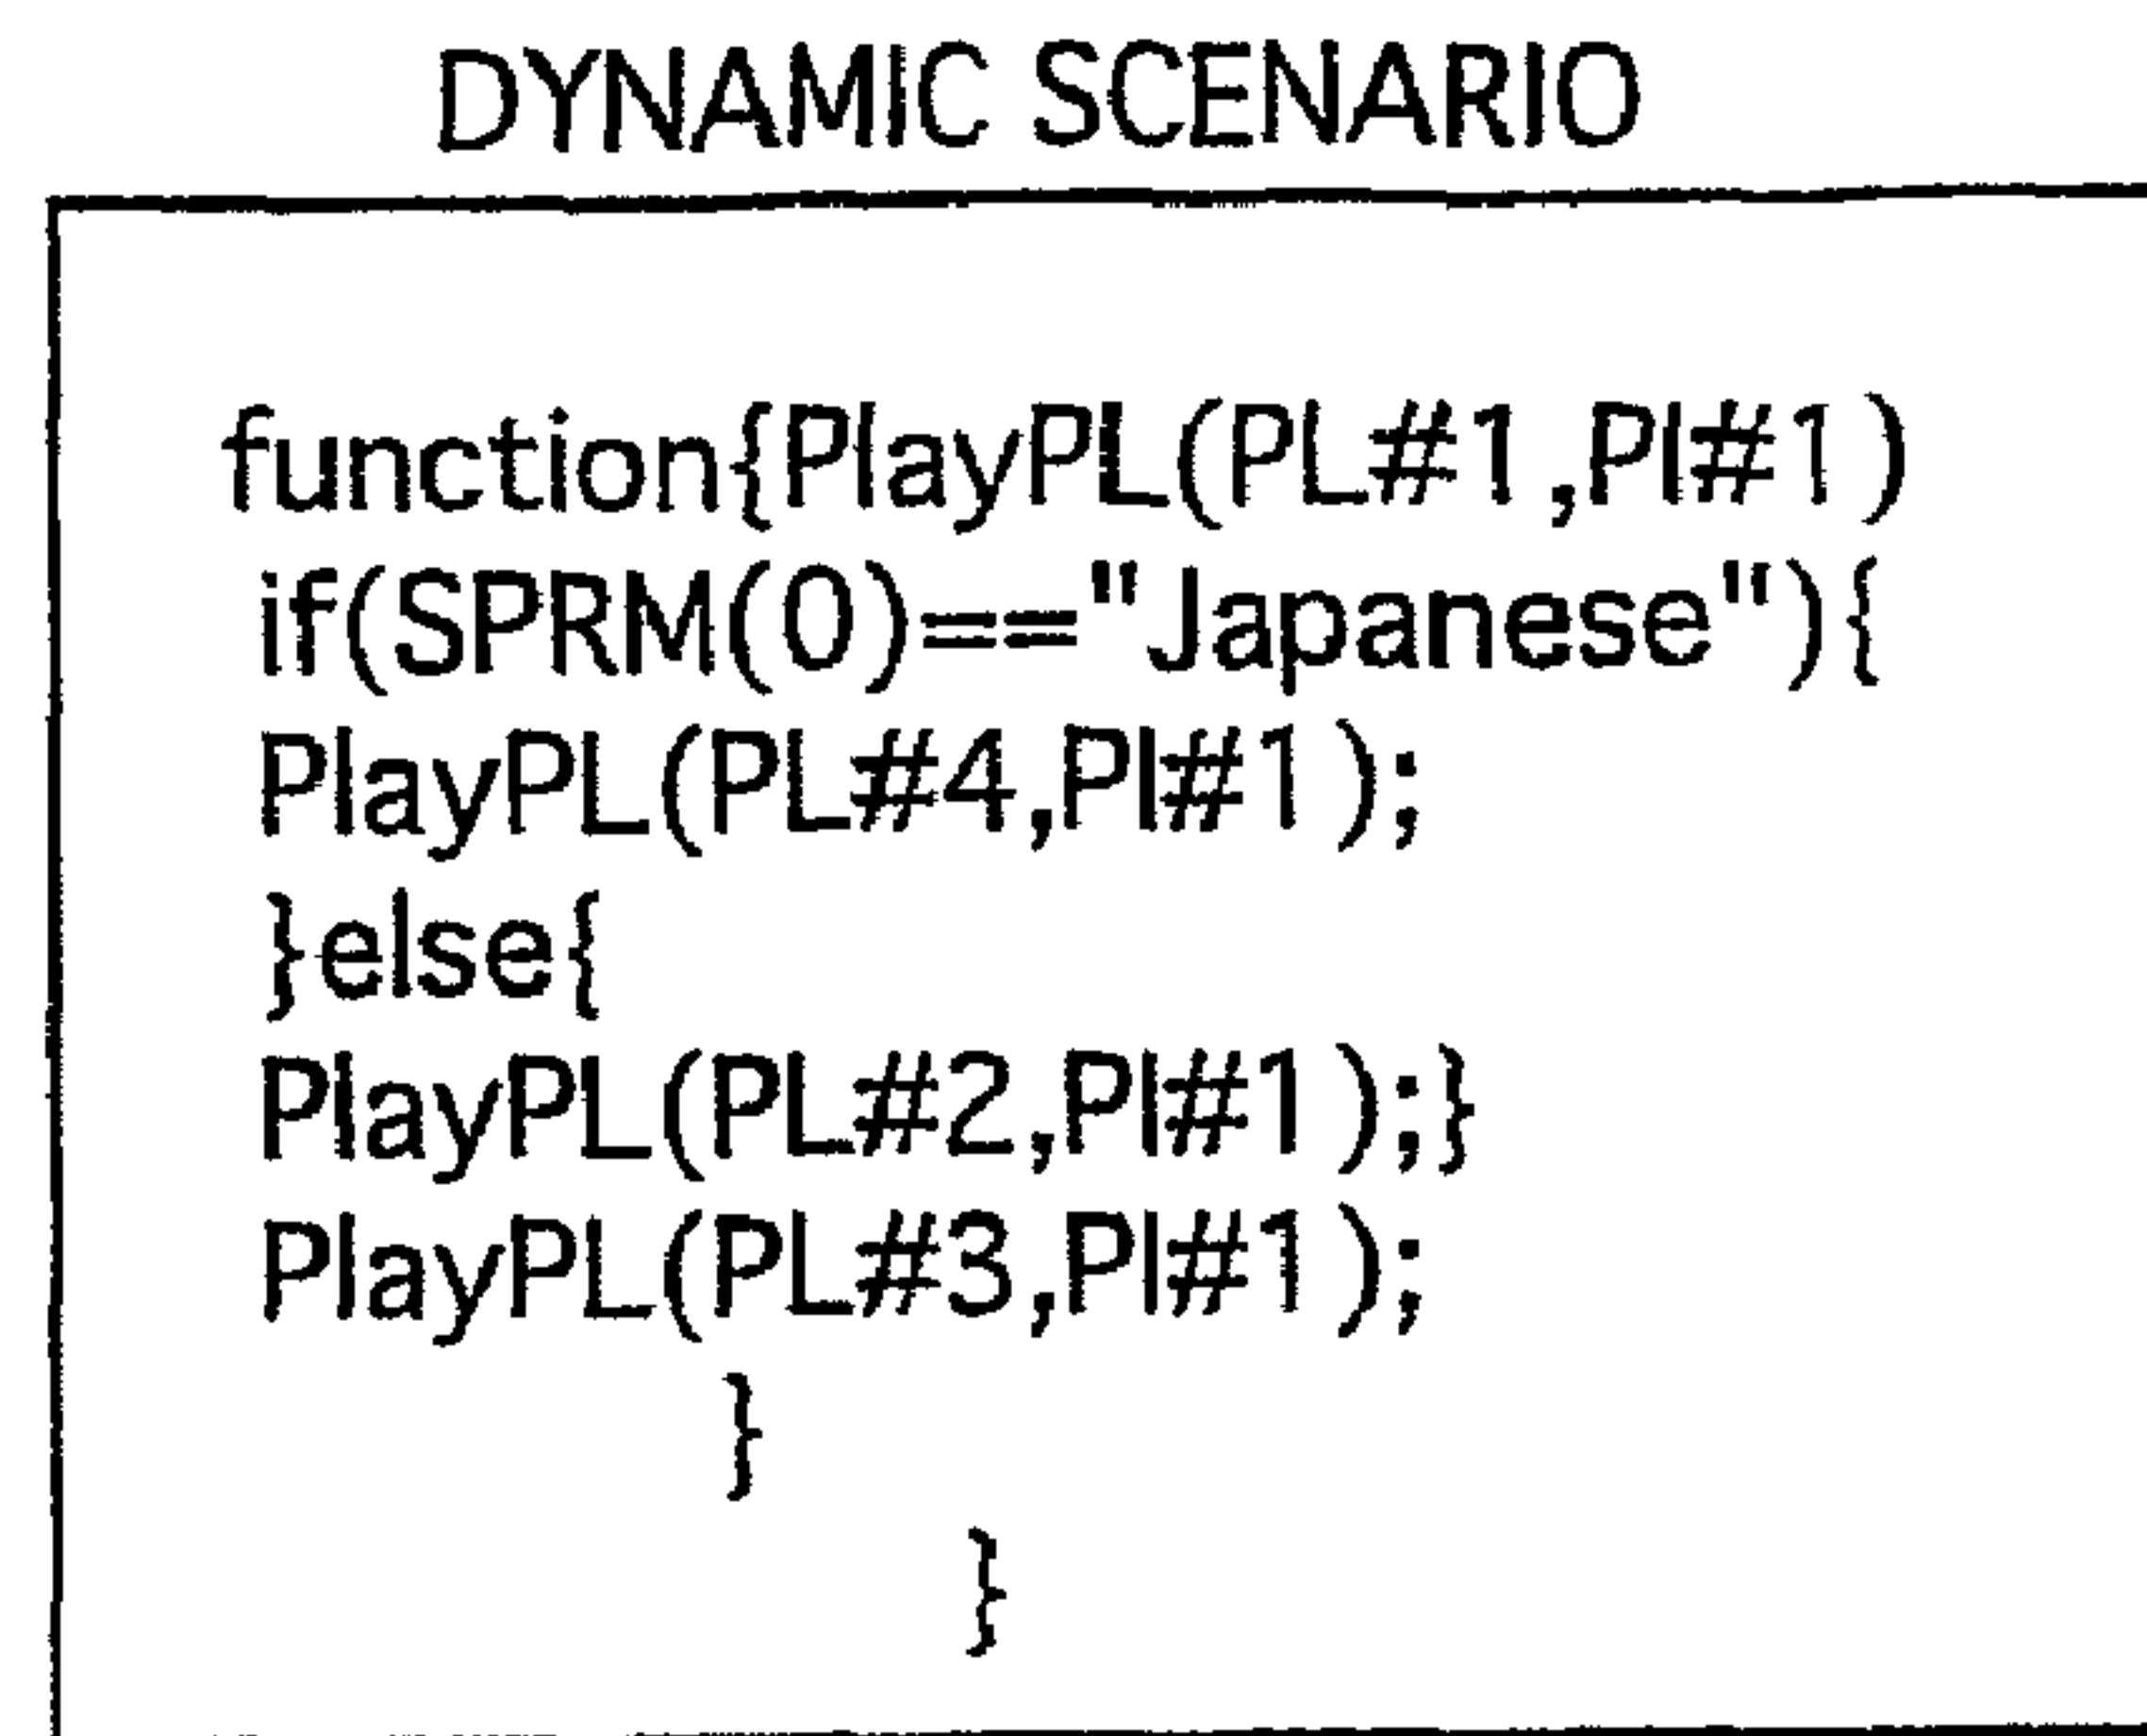 DYNAMIC SCENARIO
function{PlayPL(PL#1,PI#1)
if(SPRM(0)=="Japanese"){
PlayPL(PL#4,PI#1);
}else{
PlayPL(PL#2,PI#1);}
PlayPL(PL#3,PI#1);
}
}